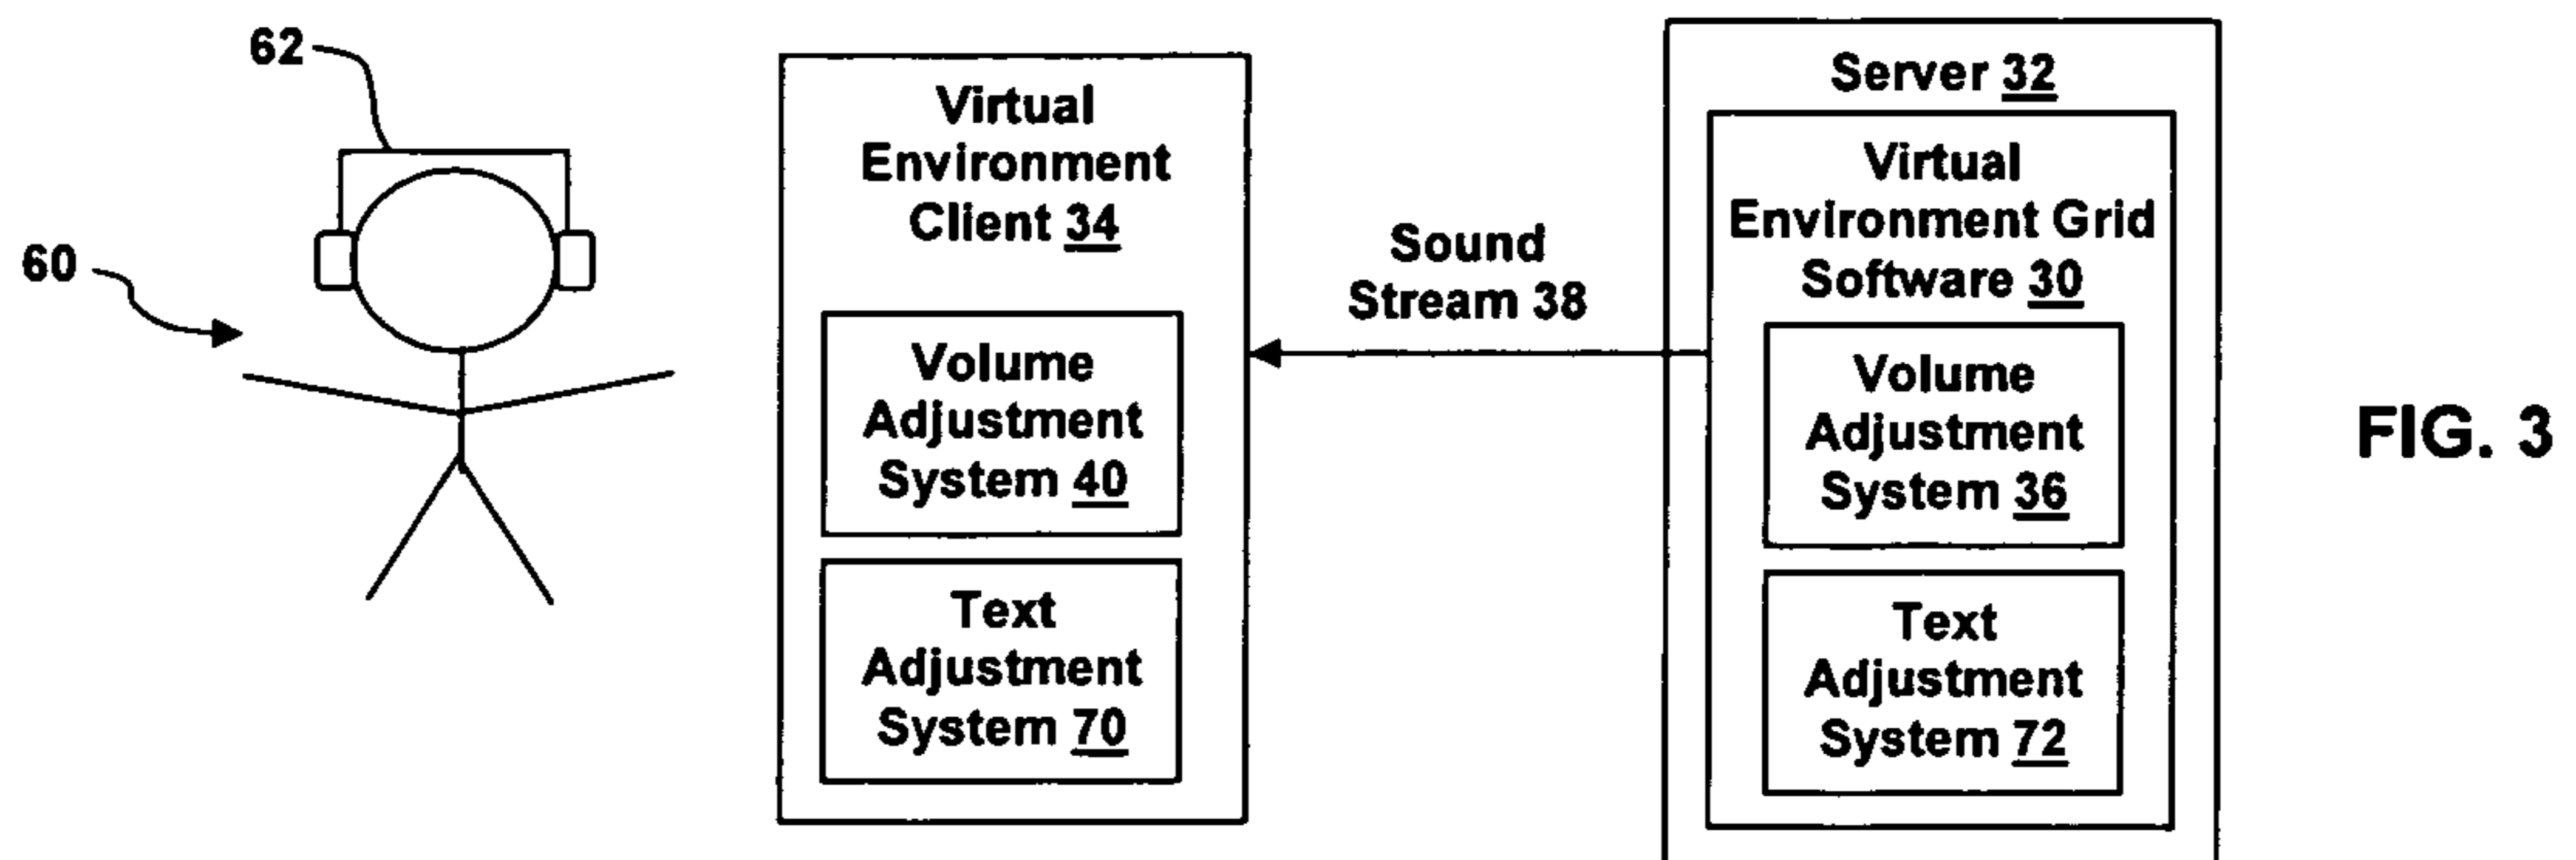 62
60
Virtual
Environment
Client 34
Volume
Adjustment
System 40
Text
Adjustment
System 70
Sound
Stream 38
Server 32
Virtual
Environment Grid
Software 30
Volume
Adjustment
System 36
Text
Adjustment
System 72
FIG. 3